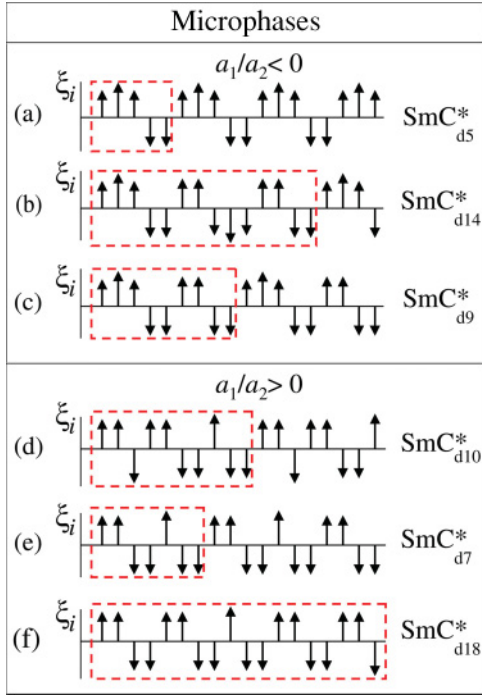 Microphases
a₁/a₂< 0
(a) ξᵢ SmC*d5
(b) ξᵢ SmC*d14
(c) ξᵢ SmC*d9
a₁/a₂> 0
(d) ξᵢ SmC*d10
(e) ξᵢ SmC*d7
(f) ξᵢ SmC*d18